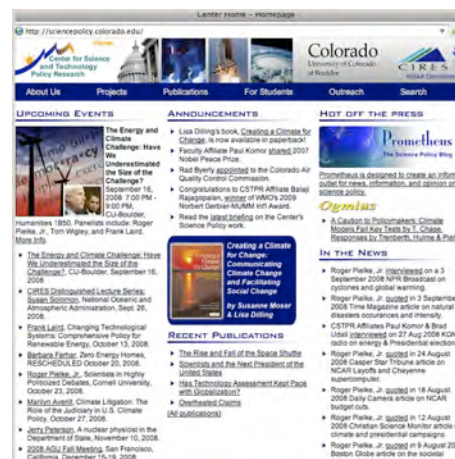 Center Home - Homepage
http://sciencepolicy.colorado.edu/
Center for Science
and Technology
Policy Research
Colorado
University of Colorado
at Boulder
CIRES
About Us Projects Publications For Students Outreach Search
UPCOMING EVENTS
The Energy and
Climate
Challenge: Have
We
Underestimated
the Size of the
Challenge?
September 16,
2008 7:00 PM -
9:00 PM,
CU-Boulder,
Humanities 1B50. Panelists include: Roger
Pielke, Jr., Tom Wigley, and Frank Laird.
More Info.
The Energy and Climate Challenge: Have
We Underestimated the Size of the
Challenge?, CU-Boulder, September 16,
2008.
CIRES Distinguished Lecture Series:
Susan Solomon, National Oceanic and
Atmospheric Administration, Sept. 26,
2008.
Frank Laird, Changing Technological
Systems: Comprehensive Policy for
Renewable Energy, October 13, 2008.
Barbara Farhar, Zero Energy Homes,
RESCHEDULED October 20, 2008.
Roger Pielke, Jr., Scientists in Highly
Politicized Debates, Cornell University,
October 23, 2008.
Marilyn Averill, Climate Litigation: The
Role of the Judiciary in U.S. Climate
Policy, October 27, 2008.
Jerry Peterson, A nuclear physicist in the
Department of State, November 10, 2008.
2008 AGU Fall Meeting, San Francisco,
California, December 15-19, 2008.
ANNOUNCEMENTS
Lisa Dilling's book, Creating a Climate for
Change, is now available in paperback!
Faculty Affiliate Paul Komor shared 2007
Nobel Peace Prize.
Rad Byerly appointed to the Colorado Air
Quality Control Commission.
Congratulations to CSTPR Affiliate Balaji
Rajagopalan, winner of WMO's 2009
Norbert Gerbier-MUMM Int'l Award.
Read the latest briefing on the Center's
Science Policy work.
Creating a Climate
for Change:
Communicating
Climate Change
and Facilitating
Social Change
by Susanne Moser
& Lisa Dilling
RECENT PUBLICATIONS
The Rise and Fall of the Space Shuttle
Scientists and the Next President of the
United States
Has Technology Assessment Kept Pace
with Globalization?
Overheated Claims
(All publications)
HOT OFF THE PRESS
Prometheus
The Science Policy Blog
Prometheus is designed to create an inform
outlet for news, information, and opinion on
science policy.
Ogmius
A Caution to Policymakers: Climate
Models Fail Key Tests by T. Chase,
Responses by Trenberth, Hulme & Piel
IN THE NEWS
Roger Pielke, Jr. interviewed on a 3
September 2008 NPR Broadcast on
cyclones and global warming.
Roger Pielke, Jr. quoted in 3 Septembe
2008 Time Magazine article on natural
disasters occurances and intensity.
CSTPR Affiliates Paul Komor & Brad
Udall interviewed on 27 Aug 2008 KGN
radio on energy & Presidential election
Roger Pielke, Jr. quoted in 24 August
2008 Casper Star Tribune article on
NCAR Layoffs and Cheyenne
supercomputer.
Roger Pielke, Jr. quoted in 16 August
2008 Daily Camera article on NCAR
budget cuts.
Roger Pielke, Jr. quoted in 12 August
2008 Christian Science Monitor article o
climate and presidential campaigns.
Roger Pielke, Jr. quoted in 9 August 20
Boston Globe article on the societal